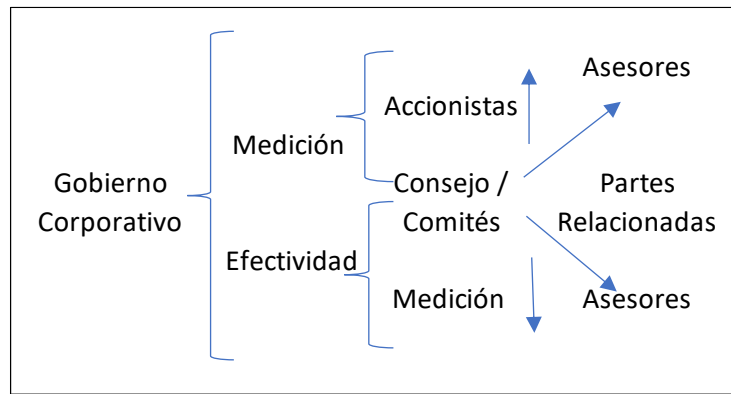 Gobierno
Corporativo
Medición
Efectividad
Accionistas
Consejo /
Comités
Medición
Asesores
Partes
Relacionadas
Asesores